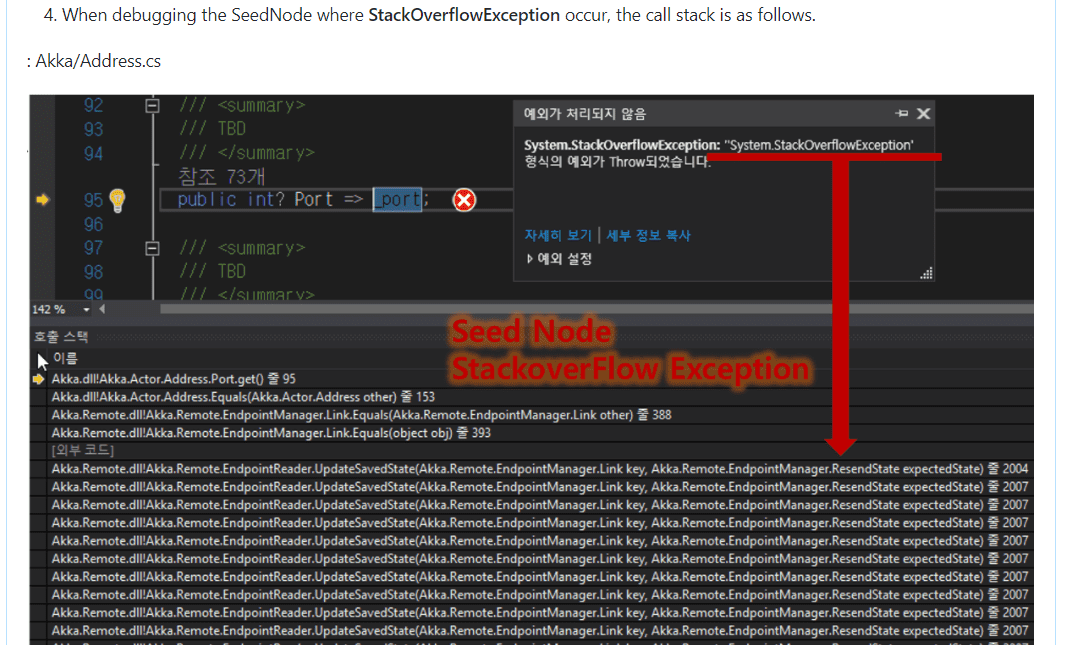 4. When debugging the SeedNode where StackOverflowException occur, the call stack is as follows.
: Akka/Address.cs
92 /// <summary>
93 /// TBD
94 /// </summary>
참조 73개
95 public int? Port => _port;
96
97 /// <summary>
98 /// TBD
99 /// </summary>
예외가 처리되지 않음
System.StackOverflowException: "System.StackOverflowException'
형식의 예외가 Throw되었습니다.
자세히 보기 | 세부 정보 복사
예외 설정
142 %
Seed Node
StackoverFlow Exception
호출 스택
이름
Akka.dll!Akka.Actor.Address.Port.get() 줄 95
Akka.dll!Akka.Actor.Address.Equals(Akka.Actor.Address other) 줄 153
Akka.Remote.dll!Akka.Remote.EndpointManager.Link.Equals(Akka.Remote.EndpointManager.Link other) 줄 388
Akka.Remote.dll!Akka.Remote.EndpointManager.Link.Equals(object obj) 줄 393
[외부 코드]
Akka.Remote.dll!Akka.Remote.EndpointReader.UpdateSavedState(Akka.Remote.EndpointManager.Link key, Akka.Remote.EndpointManager.ResendState expectedState) 줄 2004
Akka.Remote.dll!Akka.Remote.EndpointReader.UpdateSavedState(Akka.Remote.EndpointManager.Link key, Akka.Remote.EndpointManager.ResendState expectedState) 줄 2007
Akka.Remote.dll!Akka.Remote.EndpointReader.UpdateSavedState(Akka.Remote.EndpointManager.Link key, Akka.Remote.EndpointManager.ResendState expectedState) 줄 2007
Akka.Remote.dll!Akka.Remote.EndpointReader.UpdateSavedState(Akka.Remote.EndpointManager.Link key, Akka.Remote.EndpointManager.ResendState expectedState) 줄 2007
Akka.Remote.dll!Akka.Remote.EndpointReader.UpdateSavedState(Akka.Remote.EndpointManager.Link key, Akka.Remote.EndpointManager.ResendState expectedState) 줄 2007
Akka.Remote.dll!Akka.Remote.EndpointReader.UpdateSavedState(Akka.Remote.EndpointManager.Link key, Akka.Remote.EndpointManager.ResendState expectedState) 줄 2007
Akka.Remote.dll!Akka.Remote.EndpointReader.UpdateSavedState(Akka.Remote.EndpointManager.Link key, Akka.Remote.EndpointManager.ResendState expectedState) 줄 2007
Akka.Remote.dll!Akka.Remote.EndpointReader.UpdateSavedState(Akka.Remote.EndpointManager.Link key, Akka.Remote.EndpointManager.ResendState expectedState) 줄 2007
Akka.Remote.dll!Akka.Remote.EndpointReader.UpdateSavedState(Akka.Remote.EndpointManager.Link key, Akka.Remote.EndpointManager.ResendState expectedState) 줄 2007
Akka.Remote.dll!Akka.Remote.EndpointReader.UpdateSavedState(Akka.Remote.EndpointManager.Link key, Akka.Remote.EndpointManager.ResendState expectedState) 줄 2007